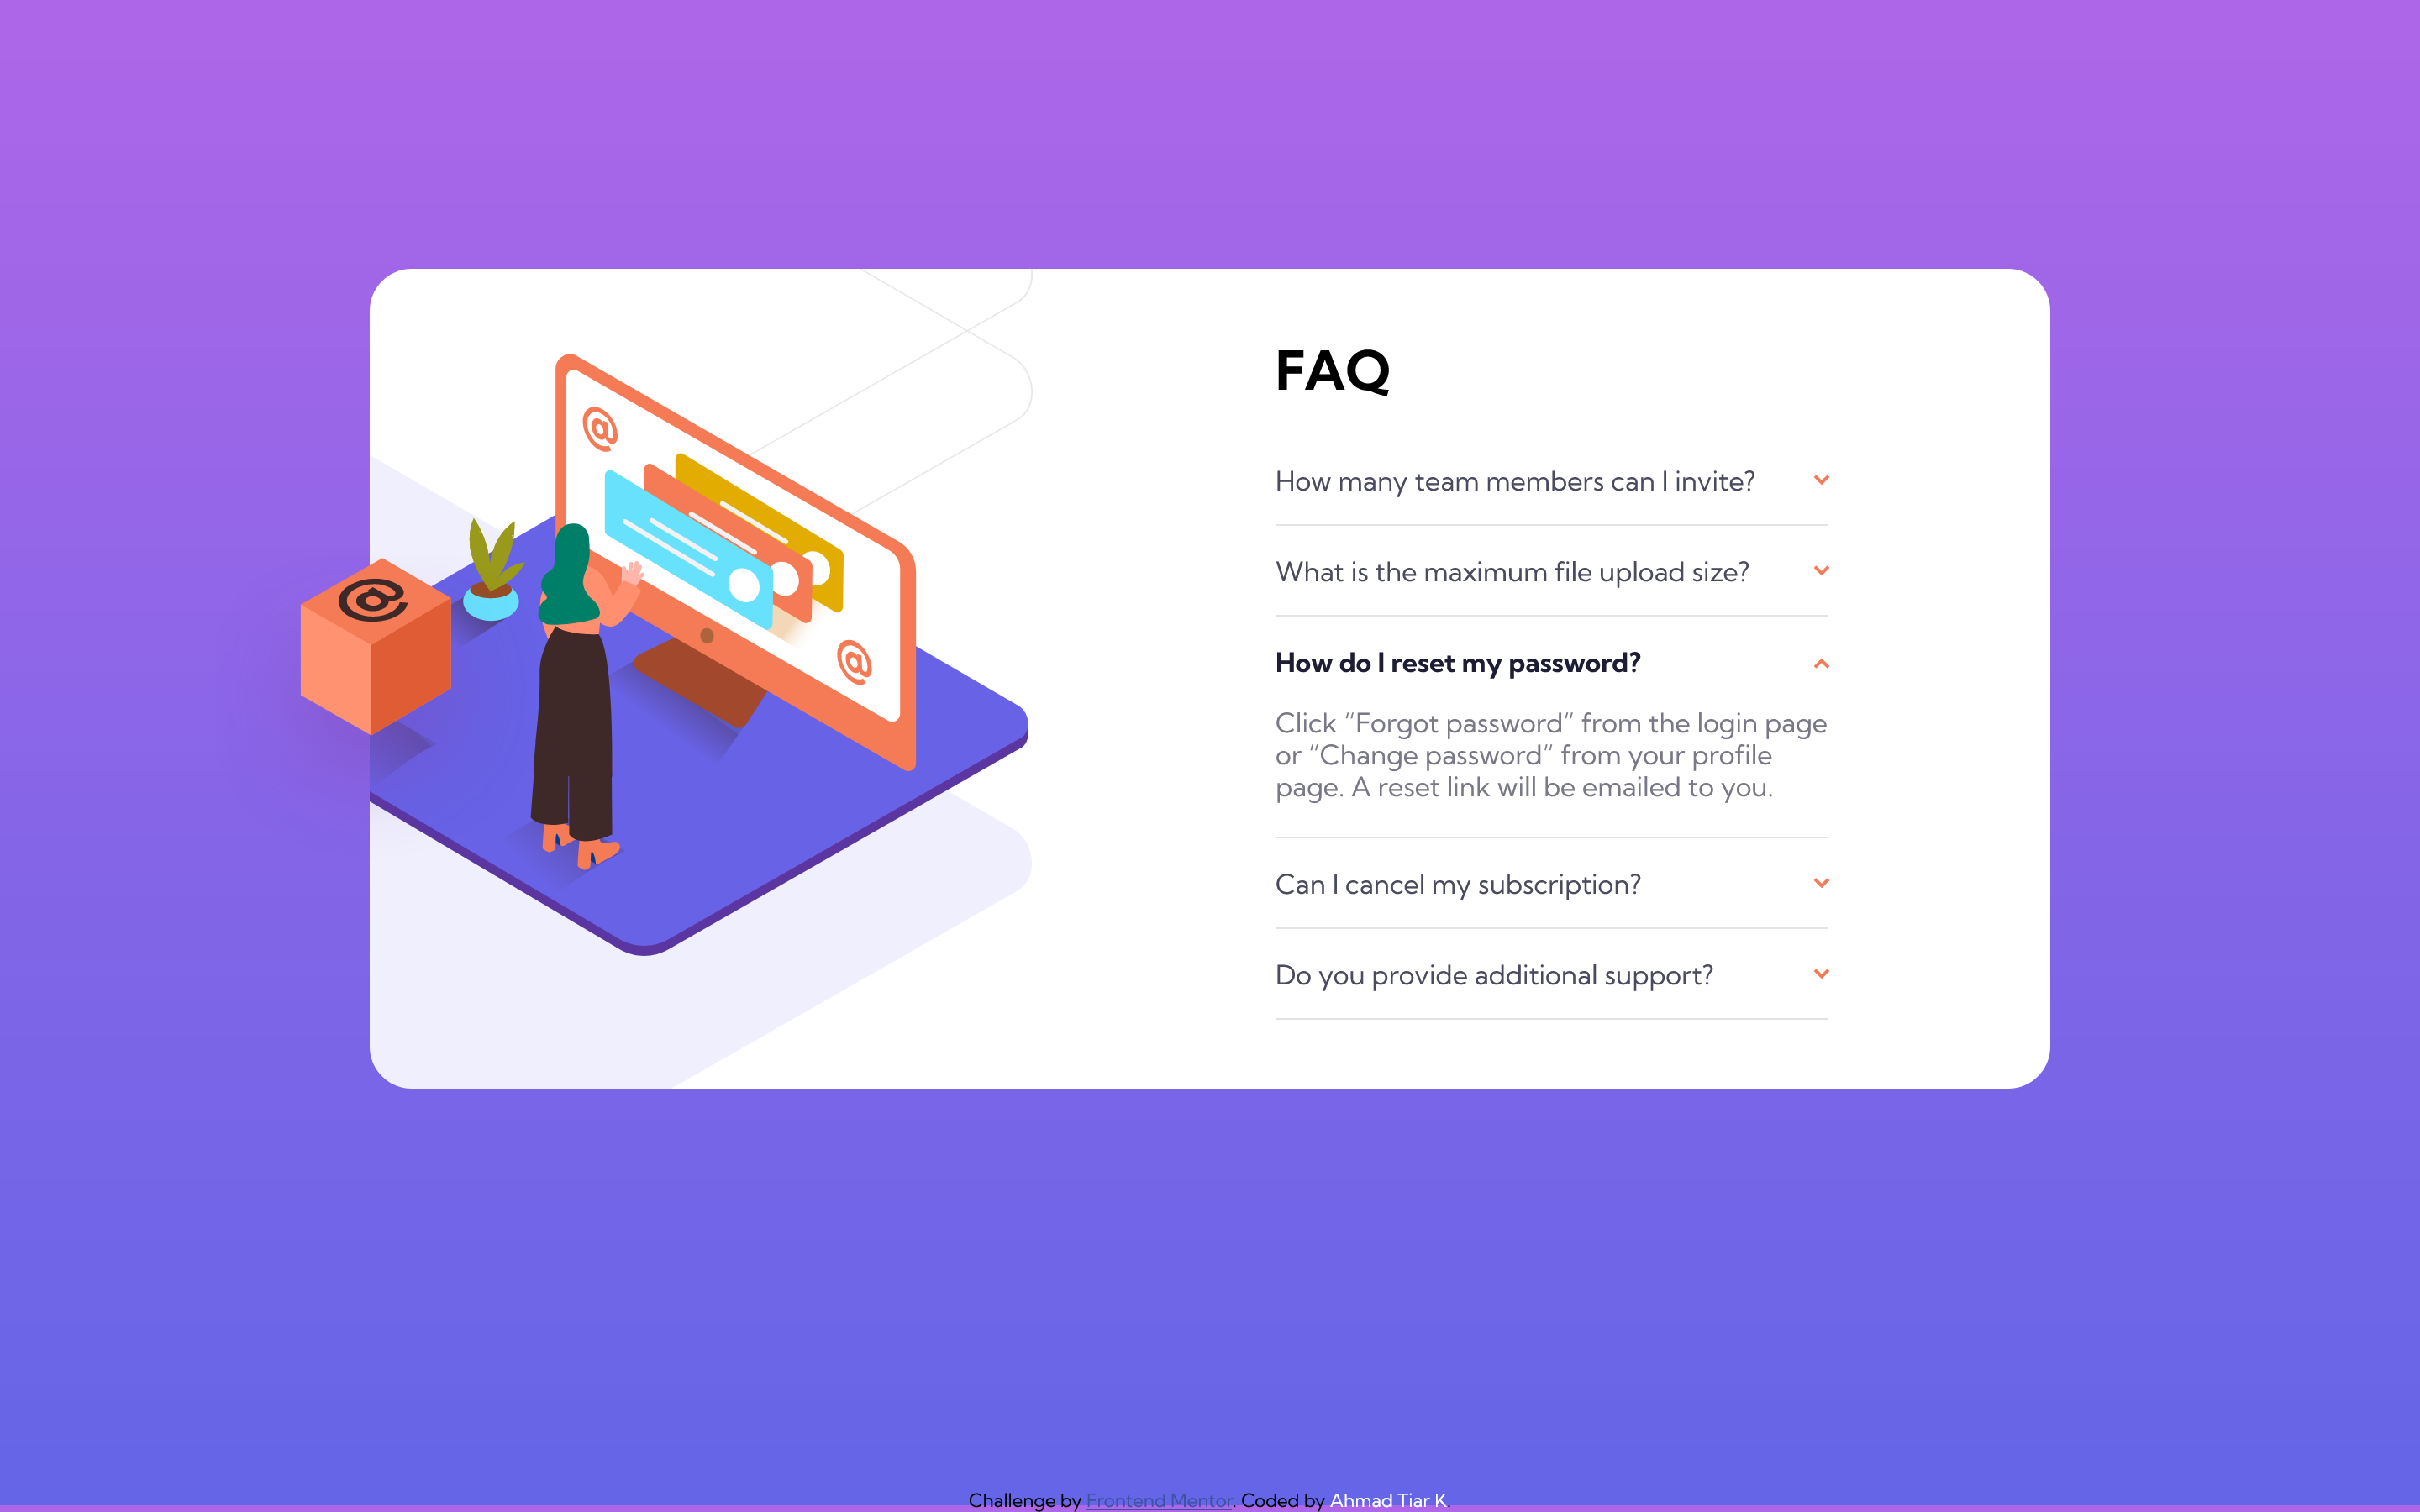 FAQ
How many team members can I invite?
What is the maximum file upload size?
How do I reset my password?
Click “Forgot password” from the login page
or “Change password” from your profile
page. A reset link will be emailed to you.
Can I cancel my subscription?
Do you provide additional support?
@
@
@
Challenge by Frontend Mentor. Coded by Ahmad Tiar K.